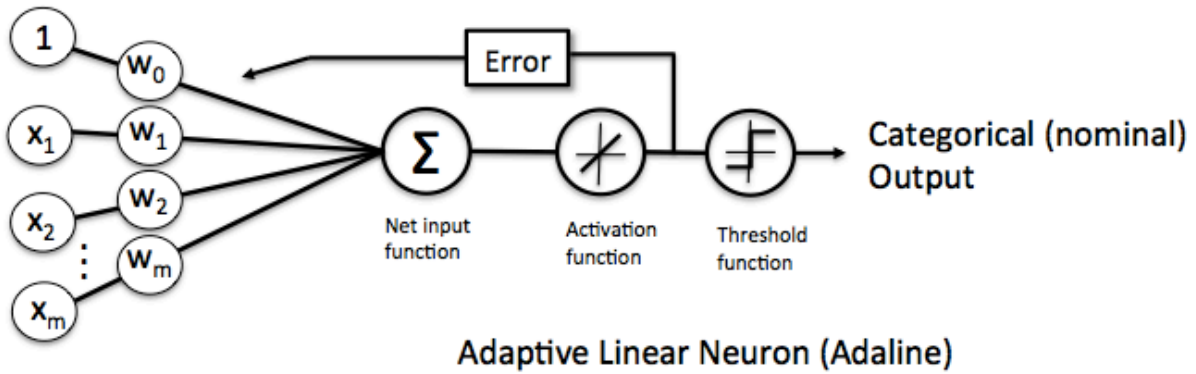 1
w0
Error
x1
w1
Σ
Categorical (nominal)
Output
x2
w2
Net input
function
Activation
function
Threshold
function
⋮
wm
xm
Adaptive Linear Neuron (Adaline)